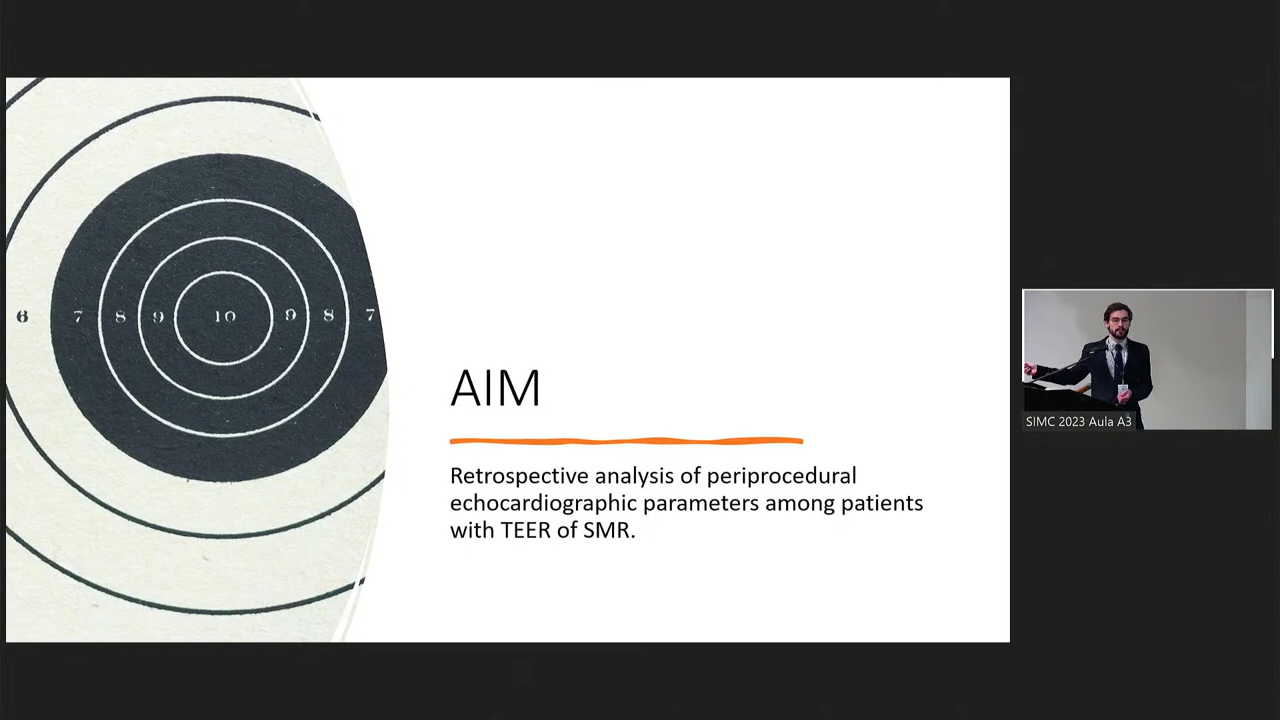 6 7 8 9 10 9 8 7
AIM
Retrospective analysis of periprocedural
echocardiographic parameters among patients
with TEER of SMR.
SIMC 2023 Aula A3